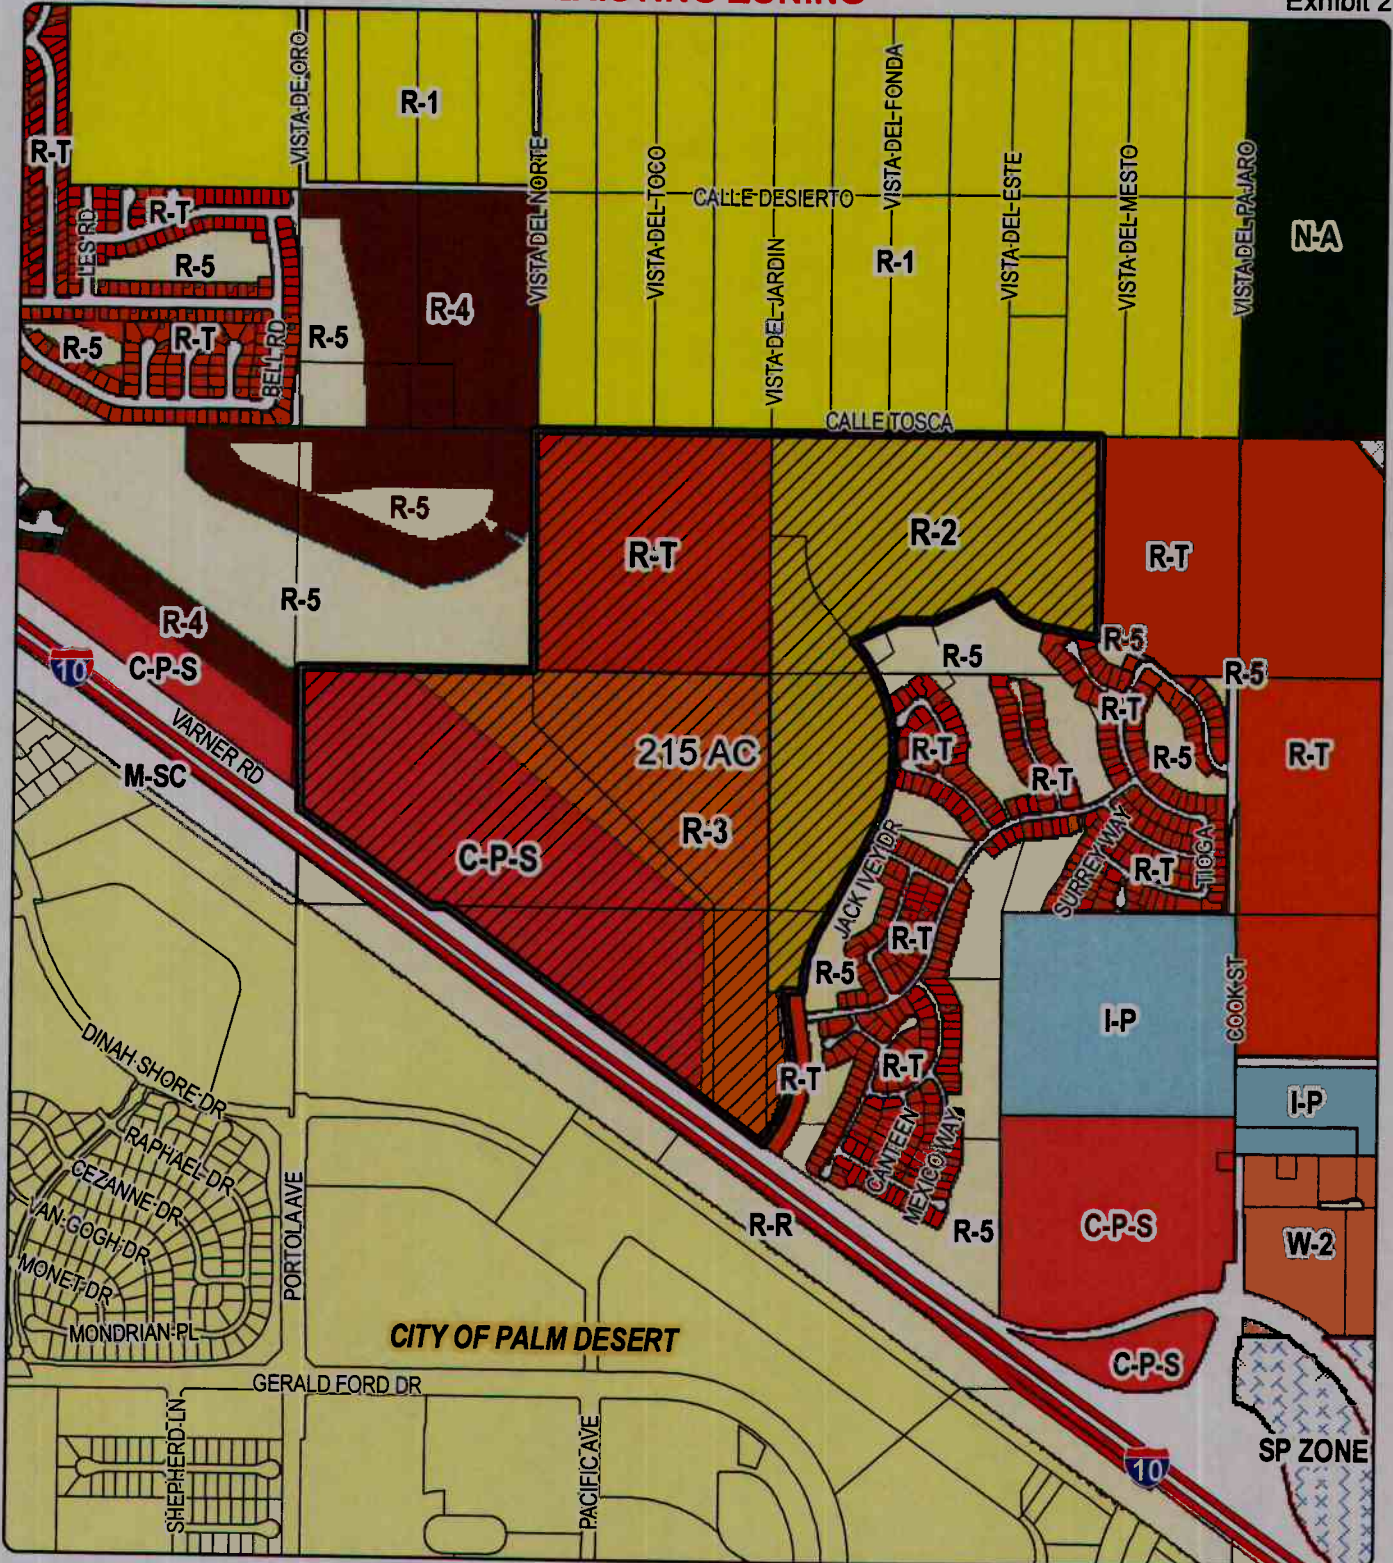 EXISTING ZONING
Exhibit 2
R-1
VISTA DE ORO
VISTA DEL NORTE
VISTA DEL TOCO
VISTA DEL JARDIN
VISTA DEL FONDA
VISTA DEL ESTE
VISTA DEL MESTO
VISTA DEL PAJARO
N-A
R-T
CALLE DESIERTO
R-T
LES RD
R-5
R-1
R-4
R-5
R-T
R-5
BELL RD
CALLE TOSCA
R-5
R-T
R-2
R-T
R-5
R-4
R-5
R-5
R-5
C-P-S
10
VARNER RD
M-SC
215 AC
R-3
C-P-S
R-T
R-T
R-T
R-5
R-T
JACK IVEY DR
SURREY WAY
R-T
TIOGA
R-T
R-5
I-P
COOK ST
DINAH SHORE DR
R-T
R-T
I-P
RAPHAEL DR
CEZANNE DR
VAN GOGH DR
MONET DR
MONDRIAN PL
PORTOLA AVE
CANTEEN
MEXICO WAY
R-R
R-5
C-P-S
W-2
CITY OF PALM DESERT
C-P-S
GERALD FORD DR
SHEPHERD LN
PACIFIC AVE
10
SP ZONE